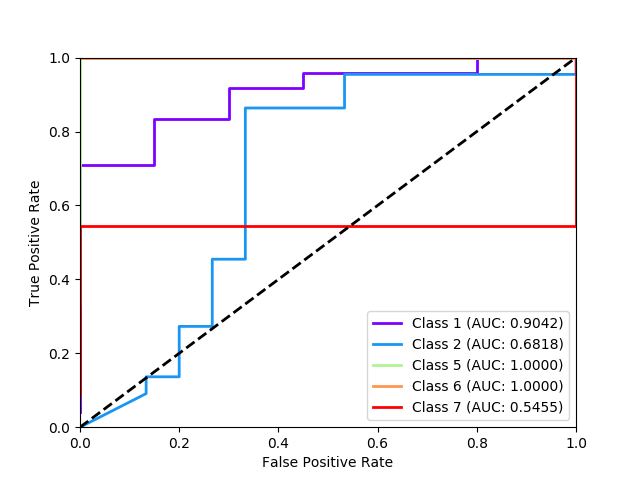 1.0
0.8
0.6
0.4
0.2
0.0
True Positive Rate
Class 1 (AUC: 0.9042)
Class 2 (AUC: 0.6818)
Class 5 (AUC: 1.0000)
Class 6 (AUC: 1.0000)
Class 7 (AUC: 0.5455)
0.0 0.2 0.4 0.6 0.8 1.0
False Positive Rate